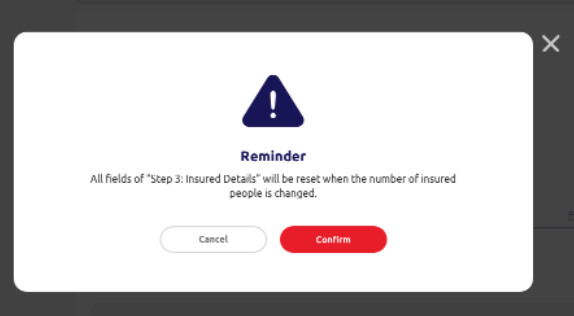 Reminder
All fields of "Step 3: Insured Details" will be reset when the number of insured
people is changed.
Cancel
Confirm